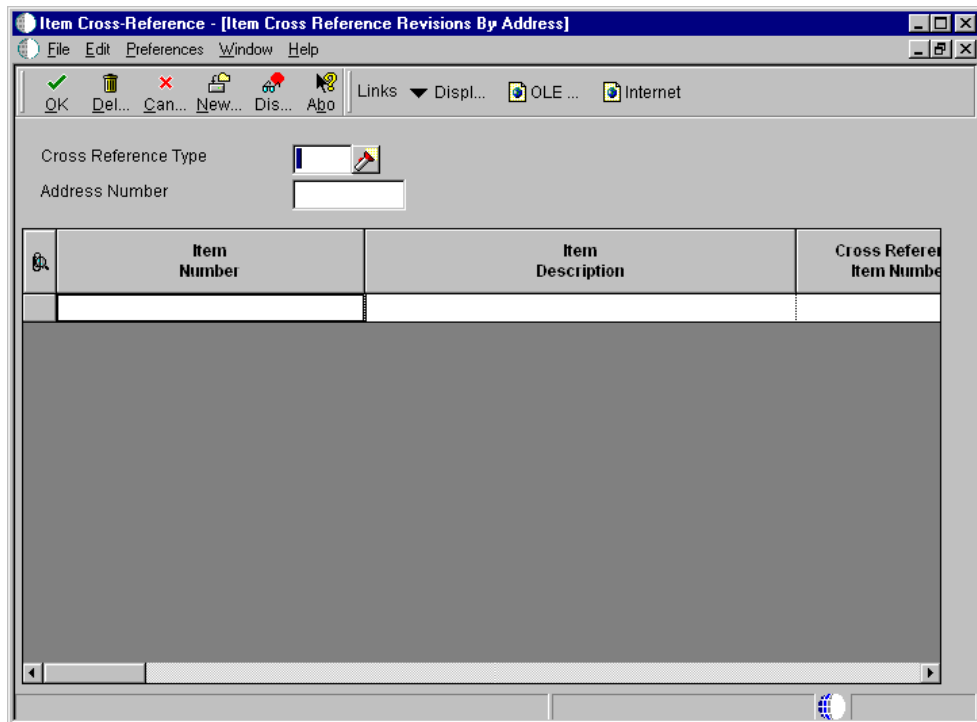 Item Cross-Reference - [Item Cross Reference Revisions By Address]
File Edit Preferences Window Help
OK Del... Can... New... Dis... Abo Links Displ... OLE ... Internet
Cross Reference Type
Address Number
Item Number
Item Description
Cross Referen
Item Numbe